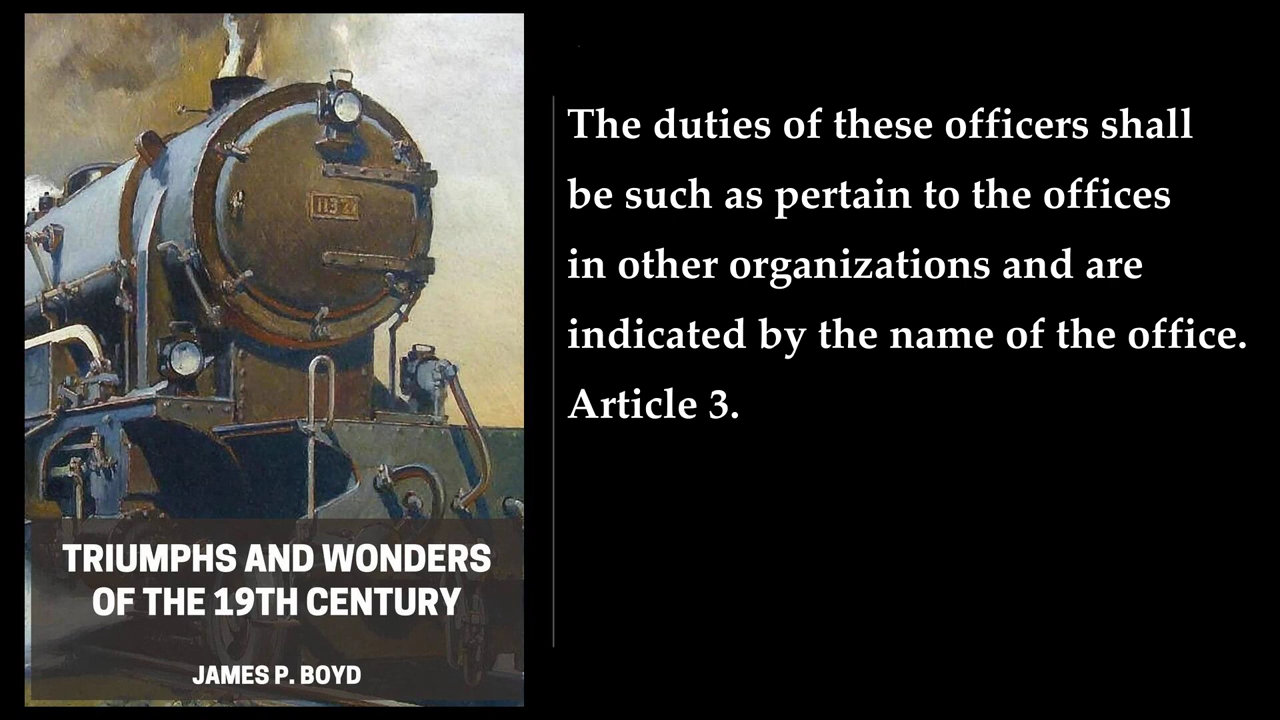 TRIUMPHS AND WONDERS
OF THE 19TH CENTURY
JAMES P. BOYD
The duties of these officers shall
be such as pertain to the offices
in other organizations and are
indicated by the name of the office.
Article 3.